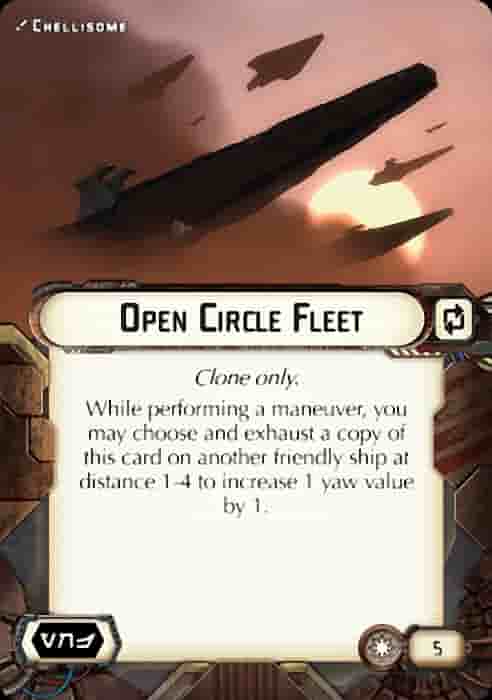 Chellisome
Open Circle Fleet
Clone only.
While performing a maneuver, you
may choose and exhaust a copy of
this card on another friendly ship at
distance 1-4 to increase 1 yaw value
by 1.
5